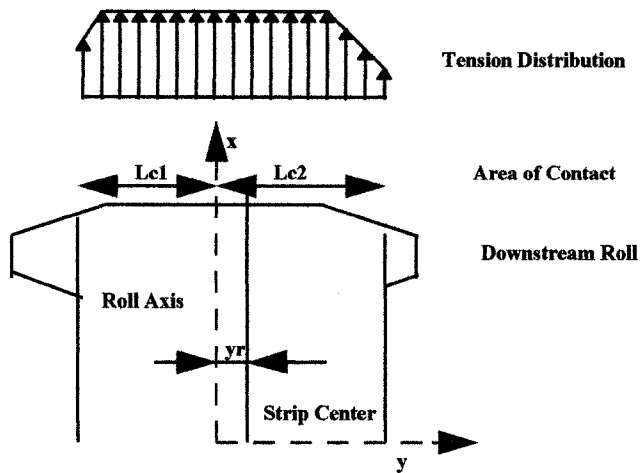 Tension Distribution
x
Lc1 Lc2
Area of Contact
Downstream Roll
Roll Axis
yr
Strip Center
y